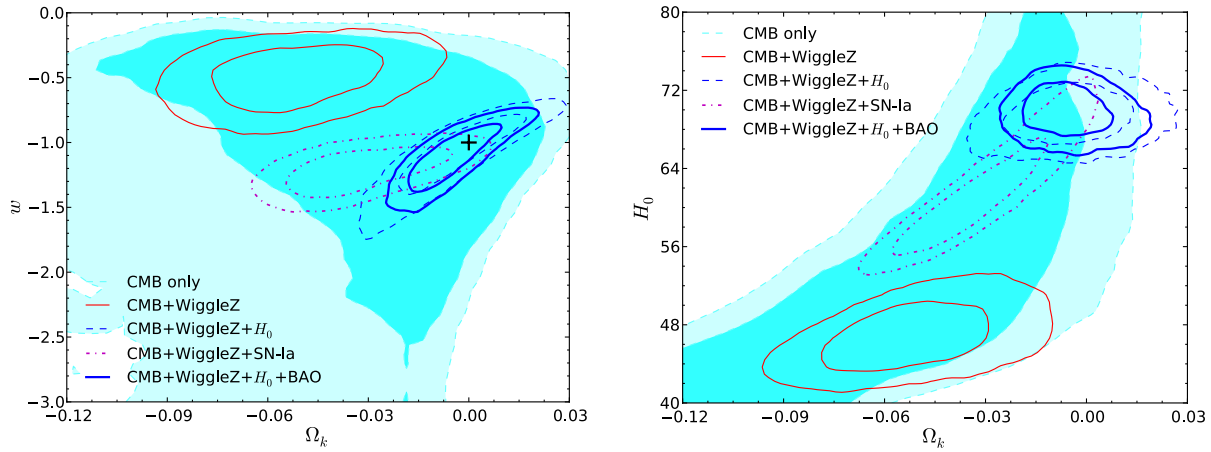 0.0
−0.5
−1.0
−1.5
−2.0
−2.5
−3.0
w
CMB only
CMB+WiggleZ
CMB+WiggleZ+H₀
CMB+WiggleZ+SN-Ia
CMB+WiggleZ+H₀+BAO
−0.12 −0.09 −0.06 −0.03 0.00 0.03
Ωₖ
80
72
64
56
48
40
H₀
CMB only
CMB+WiggleZ
CMB+WiggleZ+H₀
CMB+WiggleZ+SN-Ia
CMB+WiggleZ+H₀+BAO
−0.12 −0.09 −0.06 −0.03 0.00 0.03
Ωₖ